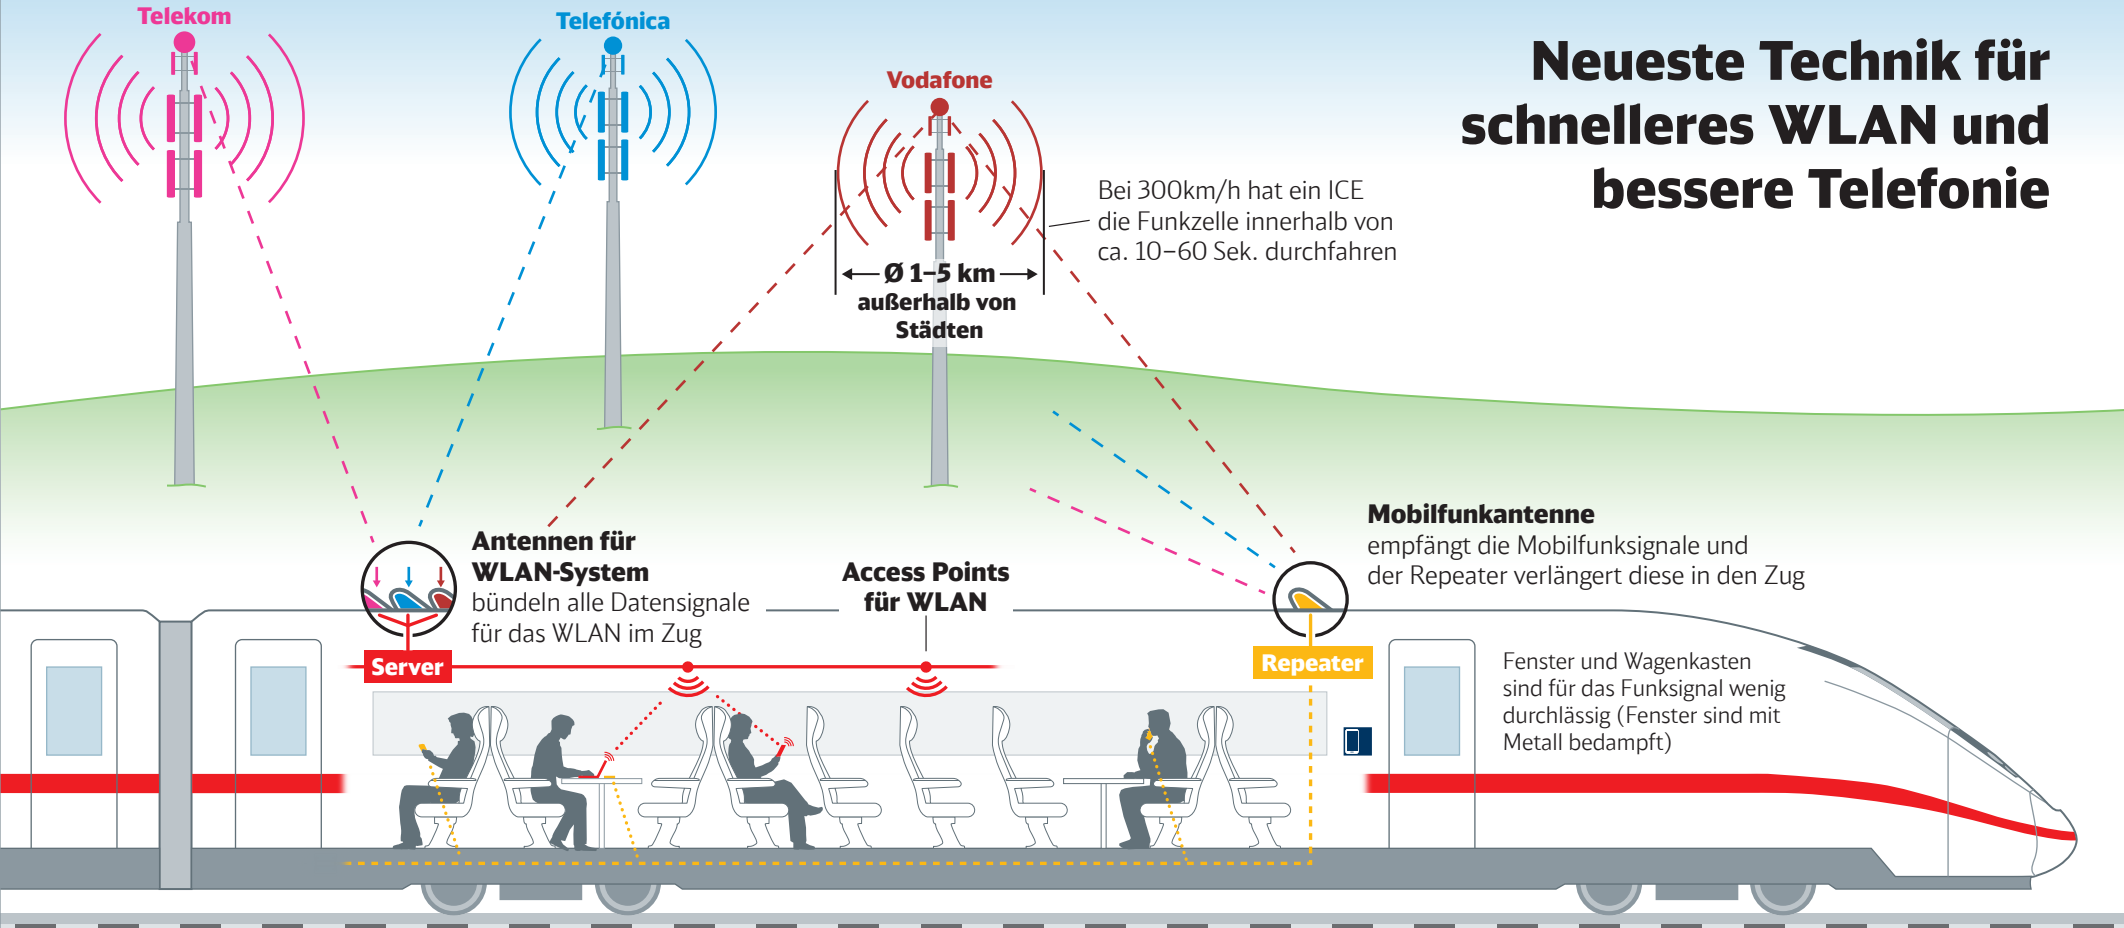 Telekom
Telefónica
Vodafone
Neueste Technik für
schnelleres WLAN und
bessere Telefonie
Bei 300km/h hat ein ICE
die Funkzelle innerhalb von
ca. 10–60 Sek. durchfahren
Ø 1–5 km
außerhalb von
Städten
Antennen für
WLAN-System
bündeln alle Datensignale
für das WLAN im Zug
Access Points
für WLAN
Mobilfunkantenne
empfängt die Mobilfunksignale und
der Repeater verlängert diese in den Zug
Server
Repeater
Fenster und Wagenkasten
sind für das Funksignal wenig
durchlässig (Fenster sind mit
Metall bedampft)